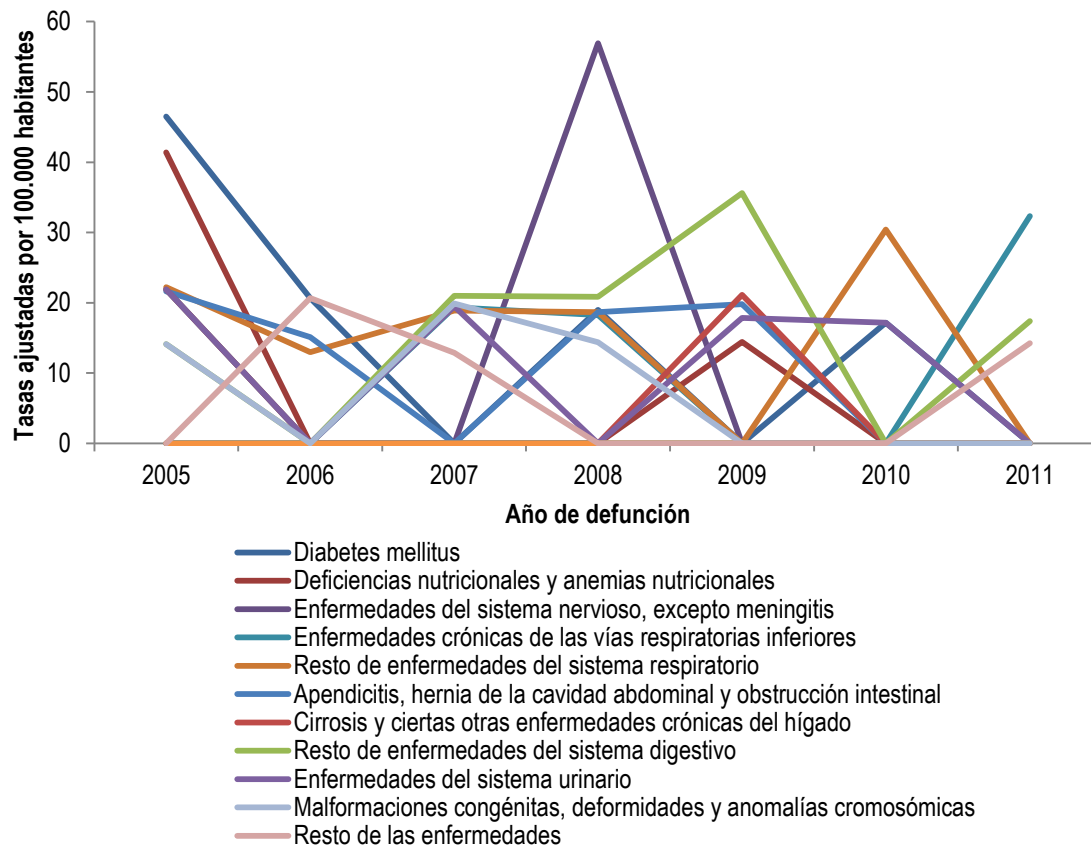 Tasas ajustadas por 100.000 habitantes
60
50
40
30
20
10
0
2005 2006 2007 2008 2009 2010 2011
Año de defunción
Diabetes mellitus
Deficiencias nutricionales y anemias nutricionales
Enfermedades del sistema nervioso, excepto meningitis
Enfermedades crónicas de las vías respiratorias inferiores
Resto de enfermedades del sistema respiratorio
Apendicitis, hernia de la cavidad abdominal y obstrucción intestinal
Cirrosis y ciertas otras enfermedades crónicas del hígado
Resto de enfermedades del sistema digestivo
Enfermedades del sistema urinario
Malformaciones congénitas, deformidades y anomalías cromosómicas
Resto de las enfermedades